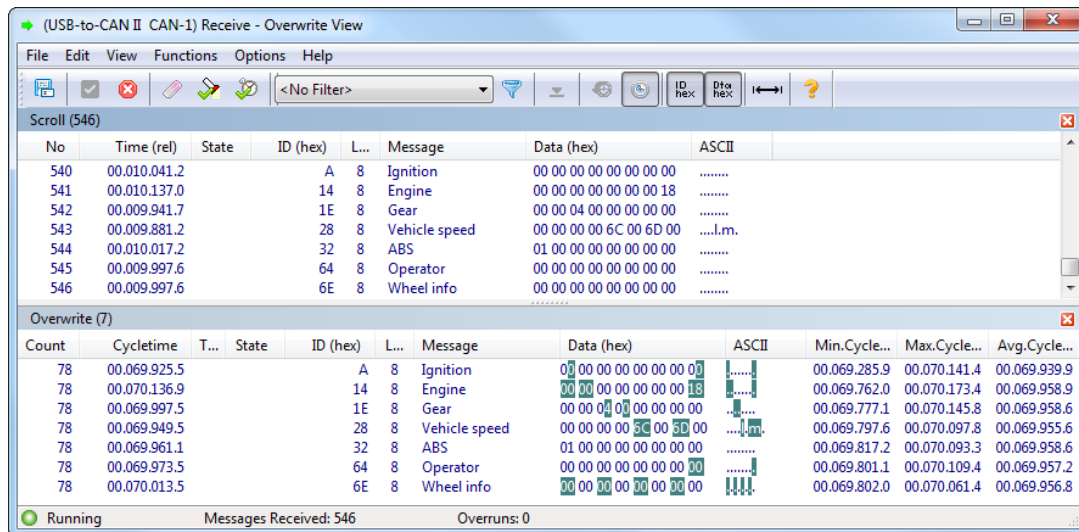 (USB-to-CAN II CAN-1) Receive - Overwrite View
File Edit View Functions Options Help
<No Filter> ID hex Dta hex ?
Scroll (546)
No Time (rel) State ID (hex) L... Message Data (hex) ASCII
540 00.010.041.2 A 8 Ignition 00 00 00 00 00 00 00 00 ........
541 00.010.137.0 14 8 Engine 00 00 00 00 00 00 00 18 ........
542 00.009.941.7 1E 8 Gear 00 00 04 00 00 00 00 00 ........
543 00.009.881.2 28 8 Vehicle speed 00 00 00 00 6C 00 6D 00 ....l.m.
544 00.010.017.2 32 8 ABS 01 00 00 00 00 00 00 00 ........
545 00.009.997.6 64 8 Operator 00 00 00 00 00 00 00 00 ........
546 00.009.997.6 6E 8 Wheel info 00 00 00 00 00 00 00 00 ........
Overwrite (7)
Count Cycletime T... State ID (hex) L... Message Data (hex) ASCII Min.Cycle... Max.Cycle... Avg.Cycle...
78 00.069.925.5 A 8 Ignition 00 00 00 00 00 00 00 00 ........ 00.069.285.9 00.070.141.4 00.069.939.9
78 00.070.136.9 14 8 Engine 00 00 00 00 00 00 00 18 ........ 00.069.762.0 00.070.173.4 00.069.958.9
78 00.069.997.5 1E 8 Gear 00 00 04 00 00 00 00 00 ........ 00.069.777.1 00.070.145.8 00.069.958.6
78 00.069.949.5 28 8 Vehicle speed 00 00 00 00 6C 00 6D 00 ....l.m. 00.069.797.6 00.070.097.8 00.069.955.6
78 00.069.961.1 32 8 ABS 01 00 00 00 00 00 00 00 ........ 00.069.817.2 00.070.093.3 00.069.958.6
78 00.069.973.5 64 8 Operator 00 00 00 00 00 00 00 00 ........ 00.069.801.1 00.070.109.4 00.069.957.2
78 00.070.013.5 6E 8 Wheel info 00 00 00 00 00 00 00 00 ........ 00.069.802.0 00.070.061.4 00.069.956.8
Running Messages Received: 546 Overruns: 0